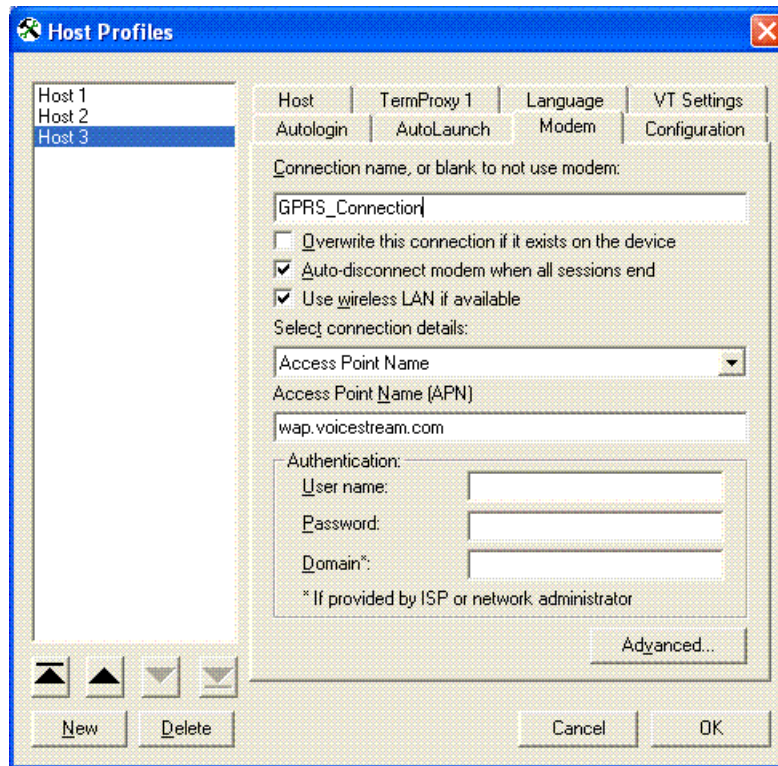 Host Profiles
Host 1
Host 2
Host 3
Host TermProxy 1 Language VT Settings
Autologin AutoLaunch Modem Configuration
Connection name, or blank to not use modem:
GPRS_Connection
Overwrite this connection if it exists on the device
Auto-disconnect modem when all sessions end
Use wireless LAN if available
Select connection details:
Access Point Name
Access Point Name (APN)
wap.voicestream.com
Authentication:
User name:
Password:
Domain*:
* If provided by ISP or network administrator
Advanced...
New Delete Cancel OK